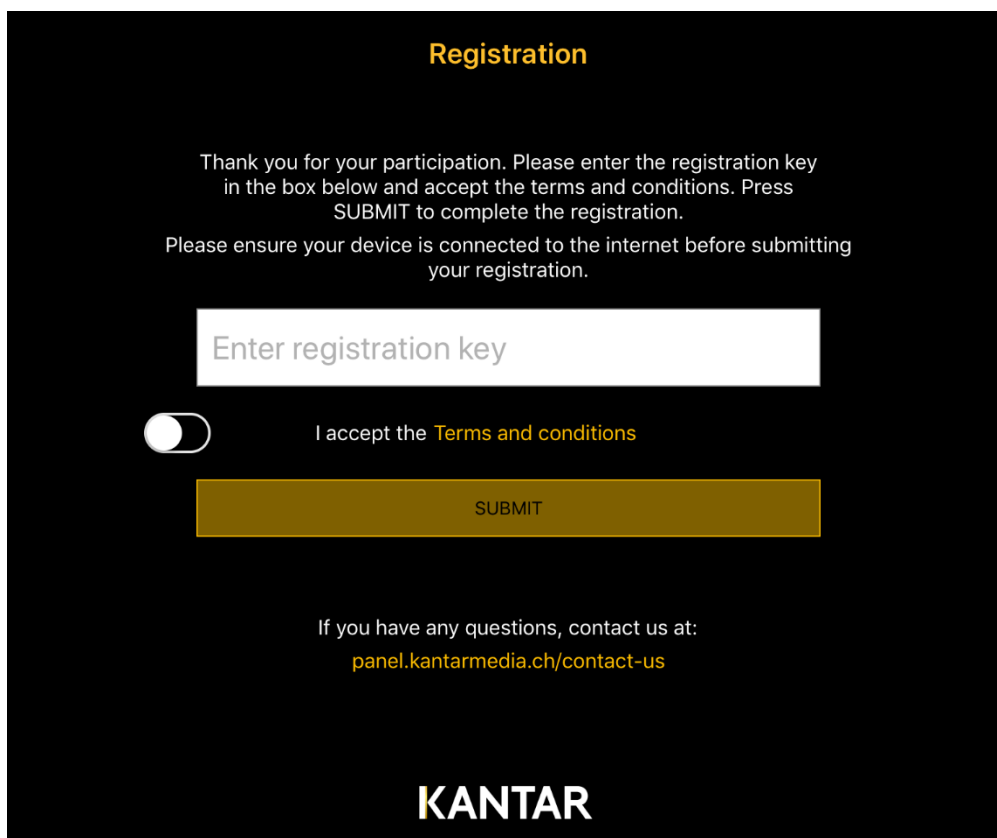 Registration
Thank you for your participation. Please enter the registration key
in the box below and accept the terms and conditions. Press
SUBMIT to complete the registration.
Please ensure your device is connected to the internet before submitting
your registration.
Enter registration key
I accept the Terms and conditions
SUBMIT
If you have any questions, contact us at:
panel.kantarmedia.ch/contact-us
KANTAR